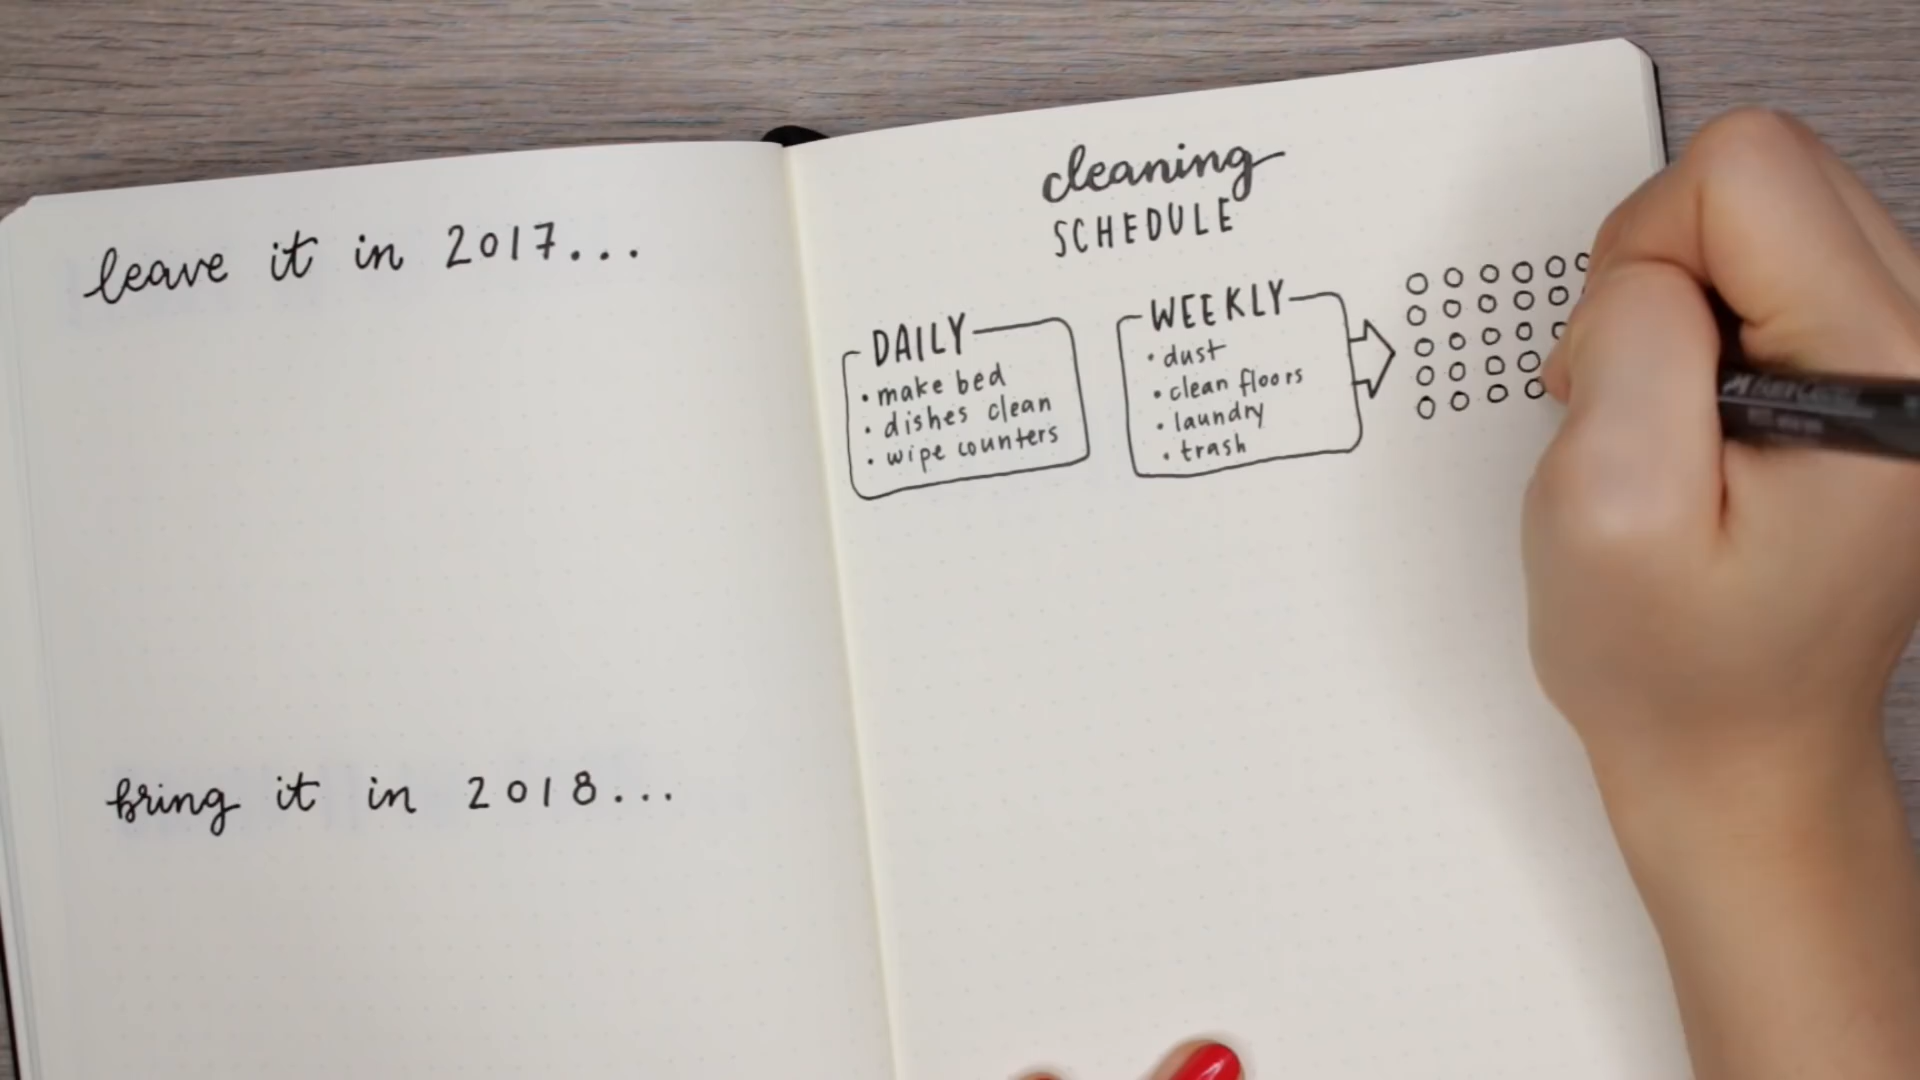 leave it in 2017...
bring it in 2018...
cleaning
SCHEDULE
DAILY
• make bed
• dishes clean
• wipe counters
WEEKLY
• dust
• clean floors
• laundry
• trash